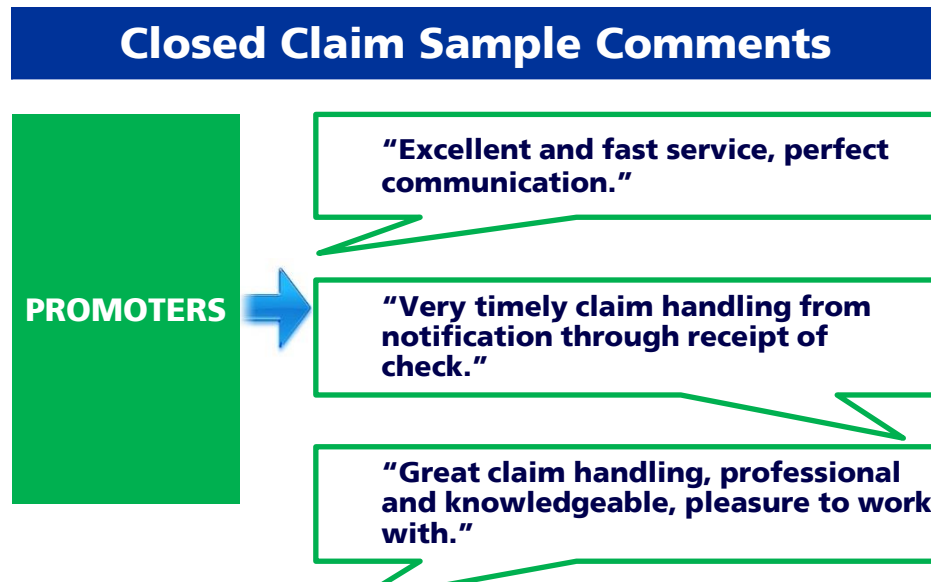 Closed Claim Sample Comments
“Excellent and fast service, perfect
communication.”
PROMOTERS
“Very timely claim handling from
notification through receipt of
check.”
“Great claim handling, professional
and knowledgeable, pleasure to work
with.”